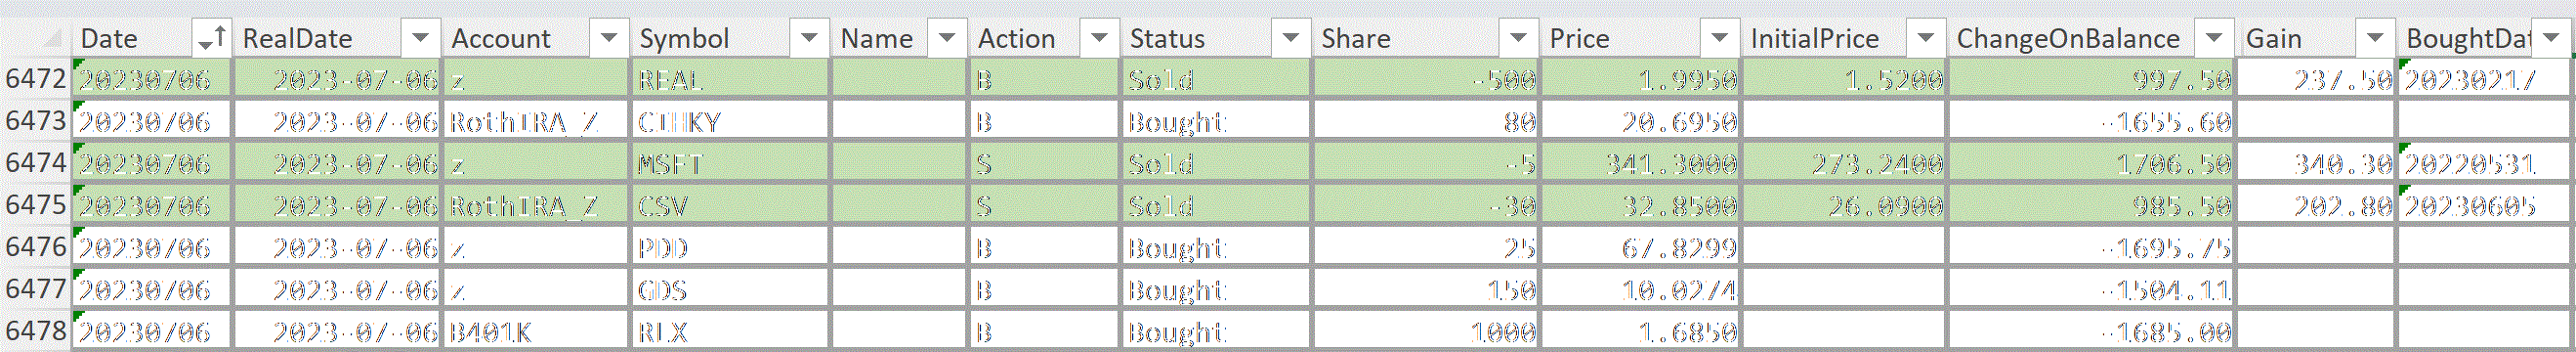 Date RealDate Account Symbol Name Action Status Share Price InitialPrice ChangeOnBalance Gain BoughtDat
6472 20230706 2023-07-06 z REAL B Sold -500 1.9950 1.5200 997.50 237.50 20230217
6473 20230706 2023-07-06 RothIRA_Z CIHKY B Bought 80 20.6950 -1655.60
6474 20230706 2023-07-06 z MSFT S Sold -5 341.3000 273.2400 1706.50 340.30 20220531
6475 20230706 2023-07-06 RothIRA_Z CSV S Sold -30 32.8500 26.0900 985.50 202.80 20230605
6476 20230706 2023-07-06 z PDD B Bought 25 67.8299 -1695.75
6477 20230706 2023-07-06 z GDS B Bought 150 10.0274 -1504.11
6478 20230706 2023-07-06 B401K RLX B Bought 1000 1.6850 -1685.00